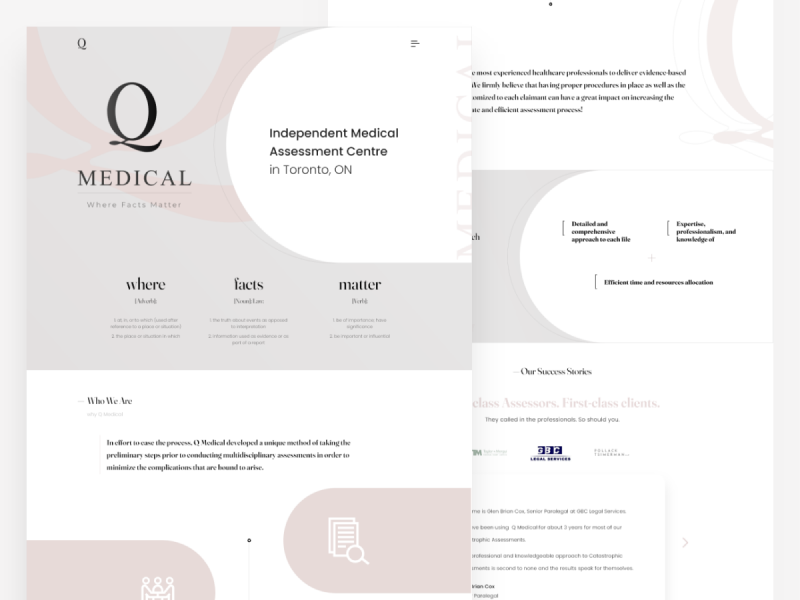 Q
Q
MEDICAL
Where Facts Matter
Independent Medical
Assessment Centre
in Toronto, ON
MEDICAL
where
[Adverb]:
1. at, in, or to which (used after
reference to a place or situation)
2. the place or situation in which
facts
[Noun/Law]:
1. the truth about events as opposed
to interpretation
2. information used as evidence or as
part of a report
matter
[Verb]:
1. be of importance; have
significance
2. be important or influential
Who We Are
why Q Medical
In effort to ease the process, Q Medical developed a unique method of taking the
preliminary steps prior to conducting multidisciplinary assessments in order to
minimize the complications that are bound to arise.
e most experienced healthcare professionals to deliver evidence-based
We firmly believe that having proper procedures in place as well as the
omized to each claimant can have a great impact on increasing the
ate and efficient assessment process!
ch
Detailed and
comprehensive
approach to each file
Expertise,
professionalism, and
knowledge of
Efficient time and resources allocation
Our Success Stories
class Assessors. First-class clients.
They called in the professionals. So should you.
GBC
LEGAL SERVICES
me is Glen Brian Cox, Senior Paralegal at GBC Legal Services.
ave been using Q Medical for about 2 years for most of our
trophic Assessments.
professional and knowledgeable approach to Catastrophic
ments is second to none and the results speak for themselves.
Brian Cox
Paralegal